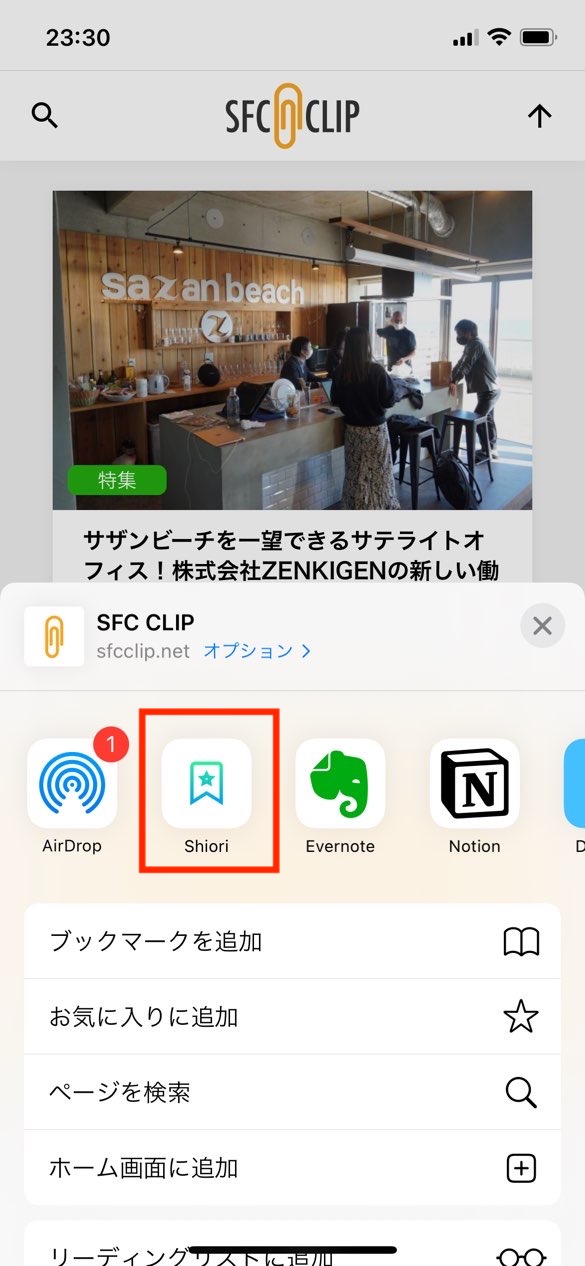 23:30
SFC CLIP
sazan beach
特集
サザンビーチを一望できるサテライトオ
フィス!株式会社ZENKIGENの新しい働
SFC CLIP
sfcclip.net オプション
1
AirDrop
Shiori
Evernote
N
Notion
D
ブックマークを追加
お気に入りに追加
ページを検索
ホーム画面に追加
リーディングリストに追加